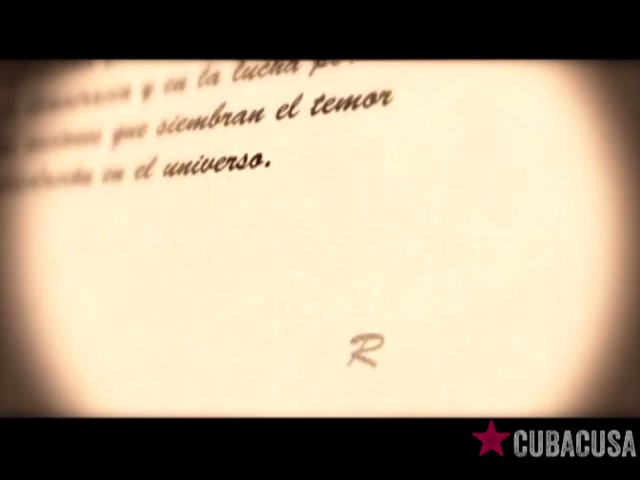 y en la lucha
que siembran el temor
en el universo.
R
CUBACUSA